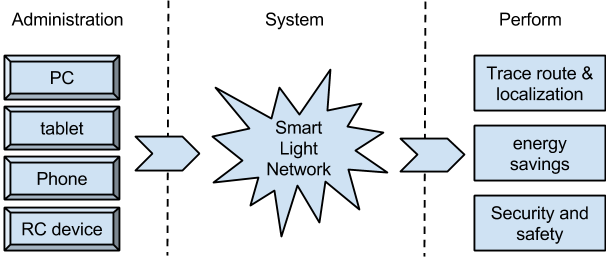 Administration
System
Perform
PC
tablet
Phone
RC device
Smart
Light
Network
Trace route &
localization
energy
savings
Security and
safety